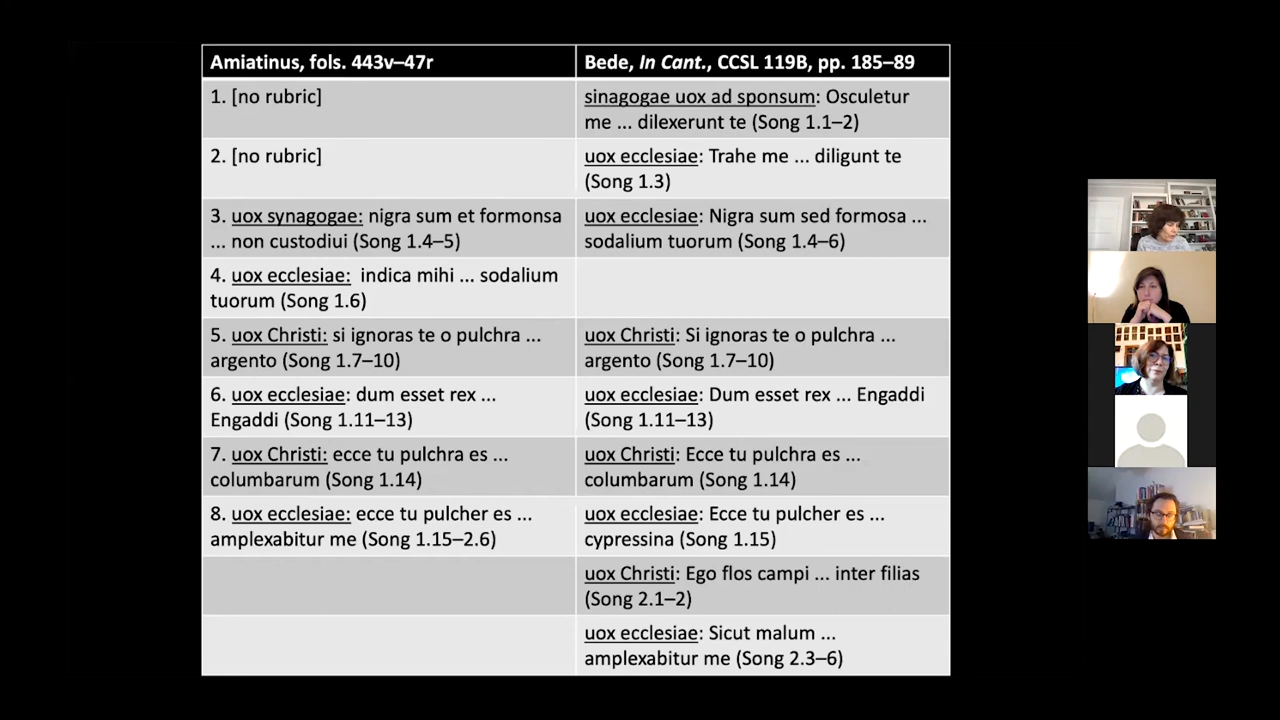 Amiatinus, fols. 443v–47r
Bede, In Cant., CCSL 119B, pp. 185–89
1. [no rubric]
sinagogae uox ad sponsum: Osculetur
me ... dilexerunt te (Song 1.1–2)
2. [no rubric]
uox ecclesiae: Trahe me ... diligunt te
(Song 1.3)
3. uox synagogae: nigra sum et formonsa
... non custodiui (Song 1.4–5)
uox ecclesiae: Nigra sum sed formosa ...
sodalium tuorum (Song 1.4–6)
4. uox ecclesiae:  indica mihi ... sodalium
tuorum (Song 1.6)
5. uox Christi: si ignoras te o pulchra ...
argento (Song 1.7–10)
uox Christi: Si ignoras te o pulchra ...
argento (Song 1.7–10)
6. uox ecclesiae: dum esset rex ...
Engaddi (Song 1.11–13)
uox ecclesiae: Dum esset rex ... Engaddi
(Song 1.11–13)
7. uox Christi: ecce tu pulchra es ...
columbarum (Song 1.14)
uox Christi: Ecce tu pulchra es ...
columbarum (Song 1.14)
8. uox ecclesiae: ecce tu pulcher es ...
amplexabitur me (Song 1.15–2.6)
uox ecclesiae: Ecce tu pulcher es ...
cypressina (Song 1.15)
uox Christi: Ego flos campi ... inter filias
(Song 2.1–2)
uox ecclesiae: Sicut malum ...
amplexabitur me (Song 2.3–6)